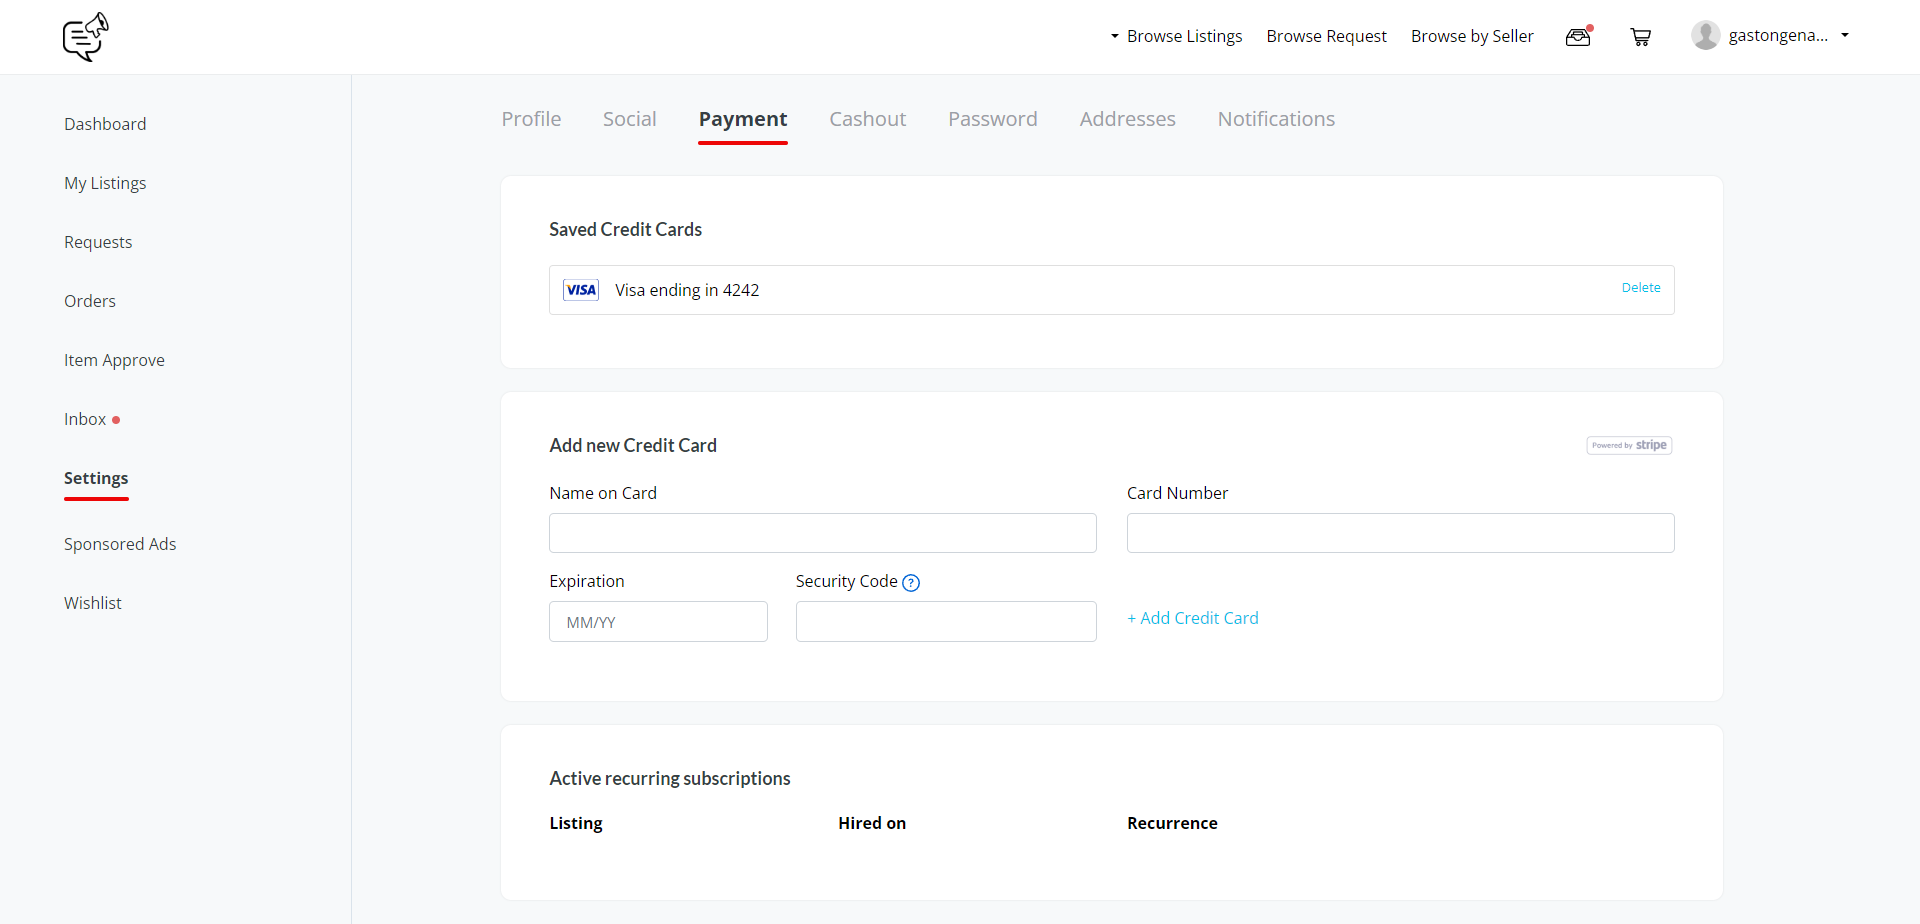 Browse Listings Browse Request Browse by Seller gastongena...
Dashboard
My Listings
Requests
Orders
Item Approve
Inbox
Settings
Sponsored Ads
Wishlist
Profile Social Payment Cashout Password Addresses Notifications
Saved Credit Cards
VISA Visa ending in 4242 Delete
Add new Credit Card Powered by stripe
Name on Card Card Number
Expiration Security Code ?
MM/YY + Add Credit Card
Active recurring subscriptions
Listing Hired on Recurrence